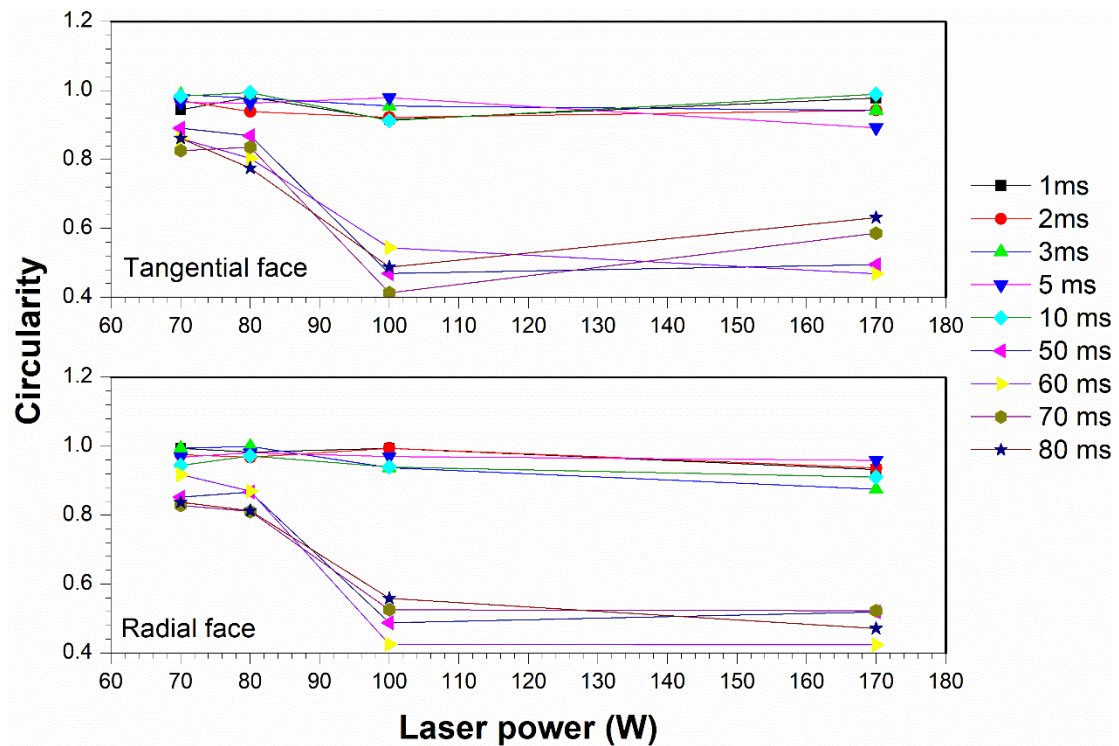 Circularity
1.2
1.0
0.8
0.6
0.4
Tangential face
60 70 80 90 100 110 120 130 140 150 160 170 180
1.2
1.0
0.8
0.6
0.4
Radial face
60 70 80 90 100 110 120 130 140 150 160 170 180
Laser power (W)
1ms
2ms
3ms
5 ms
10 ms
50 ms
60 ms
70 ms
80 ms